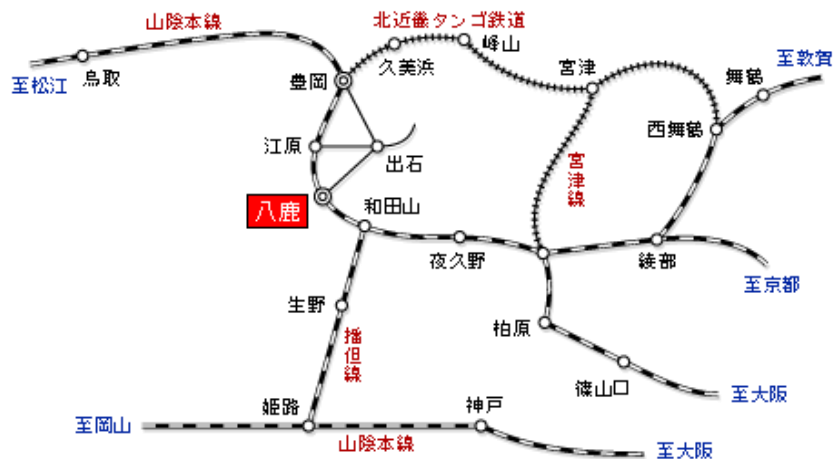 山陰本線
北近畿タンゴ鉄道
至松江
鳥取
豊岡
久美浜
峰山
宮津
舞鶴
至敦賀
西舞鶴
江原
出石
宮津線
八鹿
和田山
夜久野
綾部
至京都
生野
播但線
柏原
篠山口
至大阪
姫路
神戸
至岡山
山陰本線
至大阪